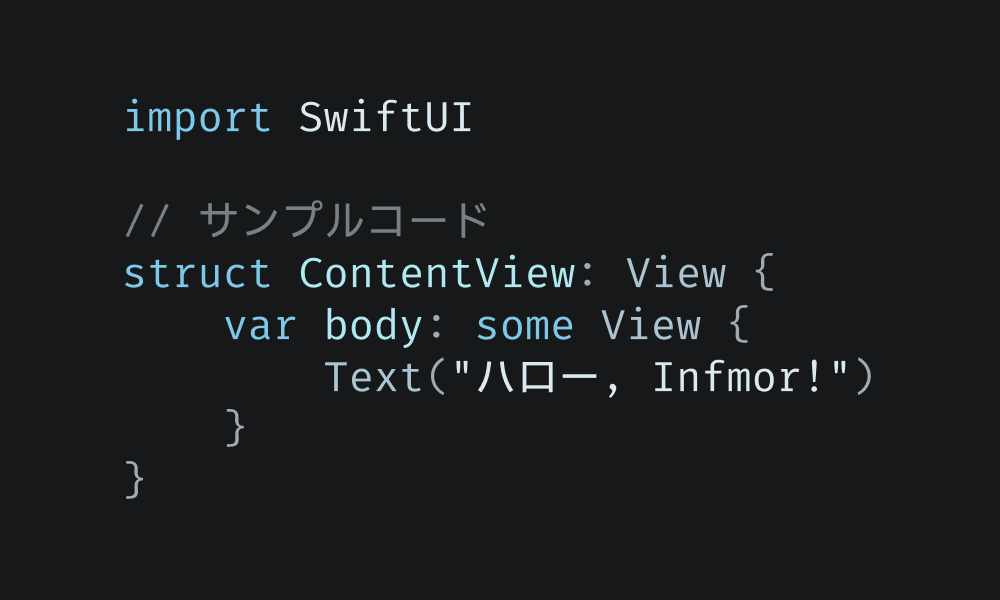 import SwiftUI
// サンプルコード
struct ContentView: View {
    var body: some View {
        Text("ハロー, Infmor!")
    }
}